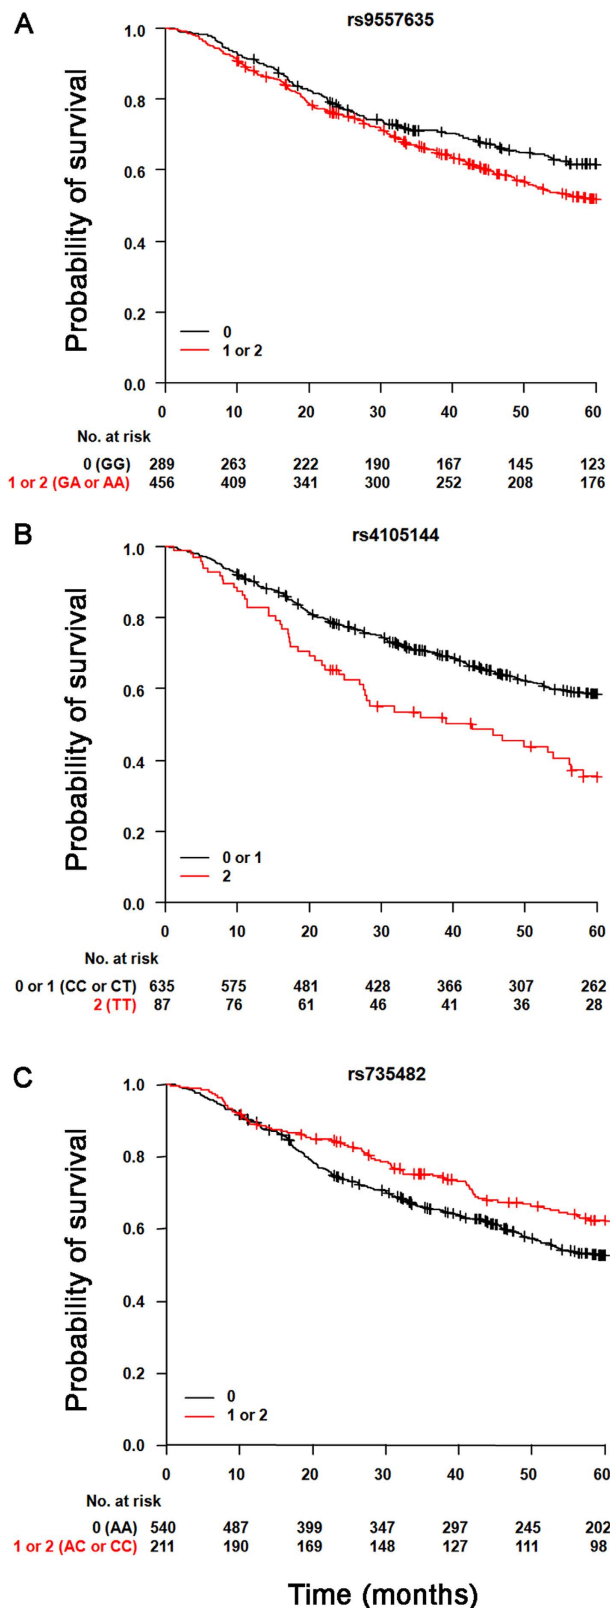 A
rs9557635
Probability of survival
1.0
0.8
0.6
0.4
0.2
0.0
0
1 or 2
0 10 20 30 40 50 60
No. at risk
0 (GG) 289 263 222 190 167 145 123
1 or 2 (GA or AA) 456 409 341 300 252 208 176
B
rs4105144
Probability of survival
1.0
0.8
0.6
0.4
0.2
0.0
0 or 1
2
0 10 20 30 40 50 60
No. at risk
0 or 1 (CC or CT) 635 575 481 428 366 307 262
2 (TT) 87 76 61 46 41 36 28
C
rs735482
Probability of survival
1.0
0.8
0.6
0.4
0.2
0.0
0
1 or 2
0 10 20 30 40 50 60
No. at risk
0 (AA) 540 487 399 347 297 245 202
1 or 2 (AC or CC) 211 190 169 148 127 111 98
Time (months)